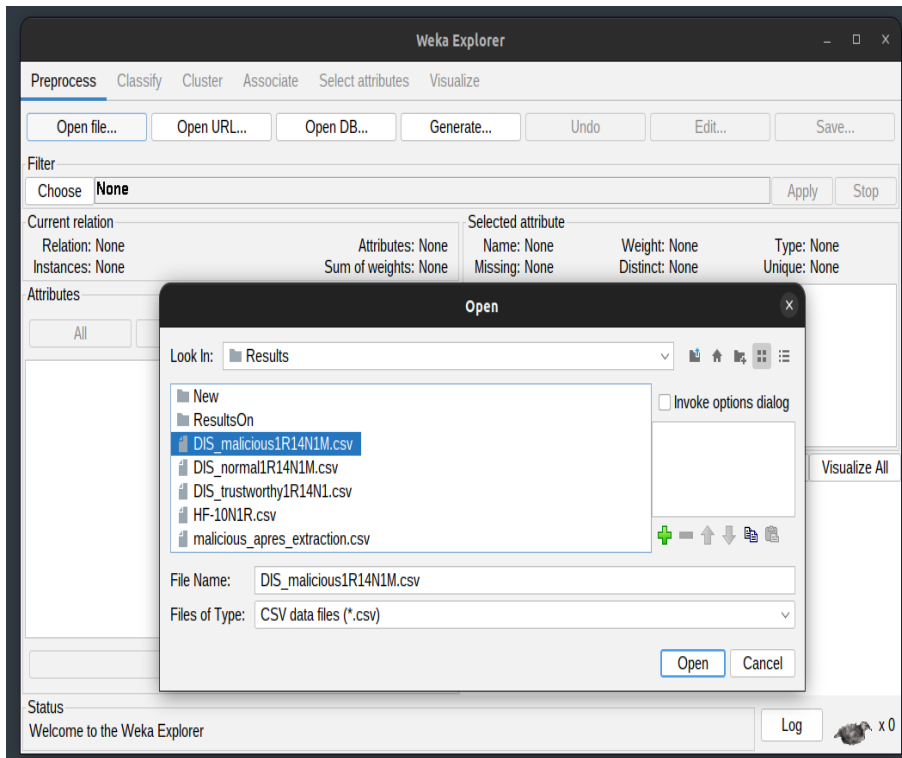 Weka Explorer
Preprocess Classify Cluster Associate Select attributes Visualize
Open file... Open URL... Open DB... Generate... Undo Edit... Save...
Filter
Choose None Apply Stop
Current relation
Relation: None Attributes: None
Instances: None Sum of weights: None
Selected attribute
Name: None Weight: None Type: None
Missing: None Distinct: None Unique: None
Attributes
All
Open
Look In: Results
New
ResultsOn
DIS_malicious1R14N1M.csv
DIS_normal1R14N1M.csv
DIS_trustworthy1R14N1.csv
HF-10N1R.csv
malicious_apres_extraction.csv
Invoke options dialog
Visualize All
File Name: DIS_malicious1R14N1M.csv
Files of Type: CSV data files (*.csv)
Open Cancel
Status
Welcome to the Weka Explorer
Log x 0